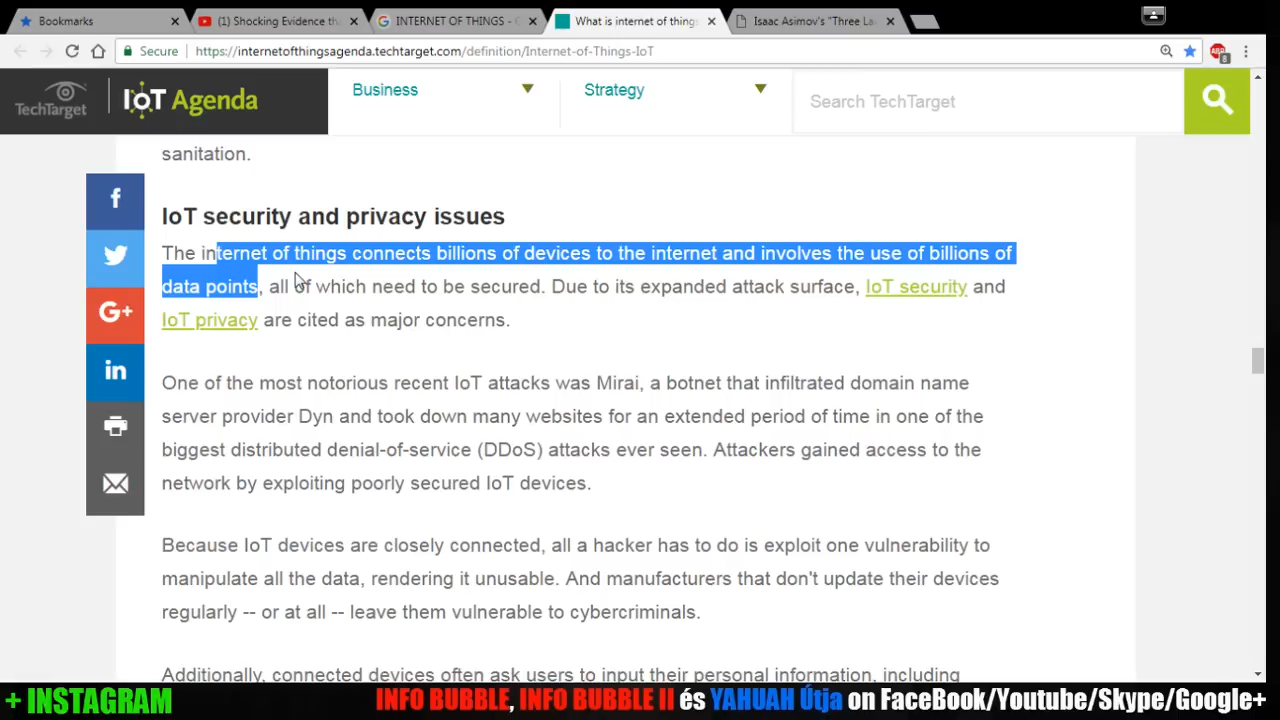 Bookmarks
(1) Shocking Evidence tha
INTERNET OF THINGS - G
What is internet of things
Isaac Asimov's "Three La
Secure
https://internetofthingsagenda.techtarget.com/definition/Internet-of-Things-IoT
ABP
8
TechTarget
IoT Agenda
Business
Strategy
Search TechTarget
sanitation.
IoT security and privacy issues
The internet of things connects billions of devices to the internet and involves the use of billions of
data points, all of which need to be secured. Due to its expanded attack surface, IoT security and
IoT privacy are cited as major concerns.
One of the most notorious recent IoT attacks was Mirai, a botnet that infiltrated domain name
server provider Dyn and took down many websites for an extended period of time in one of the
biggest distributed denial-of-service (DDoS) attacks ever seen. Attackers gained access to the
network by exploiting poorly secured IoT devices.
Because IoT devices are closely connected, all a hacker has to do is exploit one vulnerability to
manipulate all the data, rendering it unusable. And manufacturers that don't update their devices
regularly -- or at all -- leave them vulnerable to cybercriminals.
Additionally, connected devices often ask users to input their personal information, including
f
G+
in
+ INSTAGRAM
INFO BUBBLE, INFO BUBBLE II és YAHUAH Útja on FaceBook/Youtube/Skype/Google+